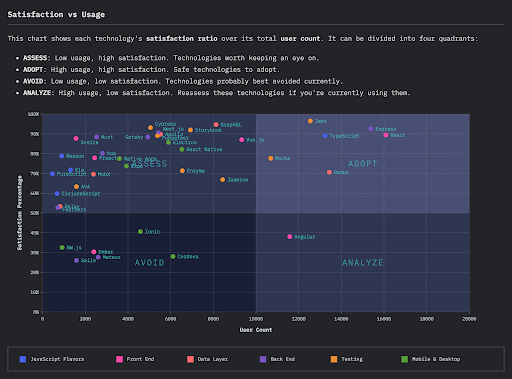 Satisfaction vs Usage
This chart shows each technology's satisfaction ratio over its total user count. It can be divided into four quadrants:
• ASSESS: Low usage, high satisfaction. Technologies worth keeping an eye on.
• ADOPT: High usage, high satisfaction. Safe technologies to adopt.
• AVOID: Low usage, low satisfaction. Technologies probably best avoided currently.
• ANALYZE: High usage, low satisfaction. Reassess these technologies if you're currently using them.
100%
Jest
Cypress
GraphQL
Next.js
Storybook
Express
90%
Nuxt
Gatsby
Apollo
TypeScript
React
Svelte
Puppeteer
Vue.js
Electron
80%
Reason
Koa
React Native
Preact
Native Apps
Mocha
ASSESS
ADOPT
Expo
70%
PureScript
Elm
MobX
Enzyme
Redux
Jasmine
AVA
60%
ClojureScript
Relay
Feathers
50%
40%
Ionic
Angular
NW.js
30%
Ember
Meteor
Cordova
Sails
AVOID
ANALYZE
20%
10%
0%
0 2000 4000 6000 8000 10000 12000 14000 16000 18000 20000
Satisfaction Percentage
User Count
JavaScript Flavors Front End Data Layer Back End Testing Mobile & Desktop